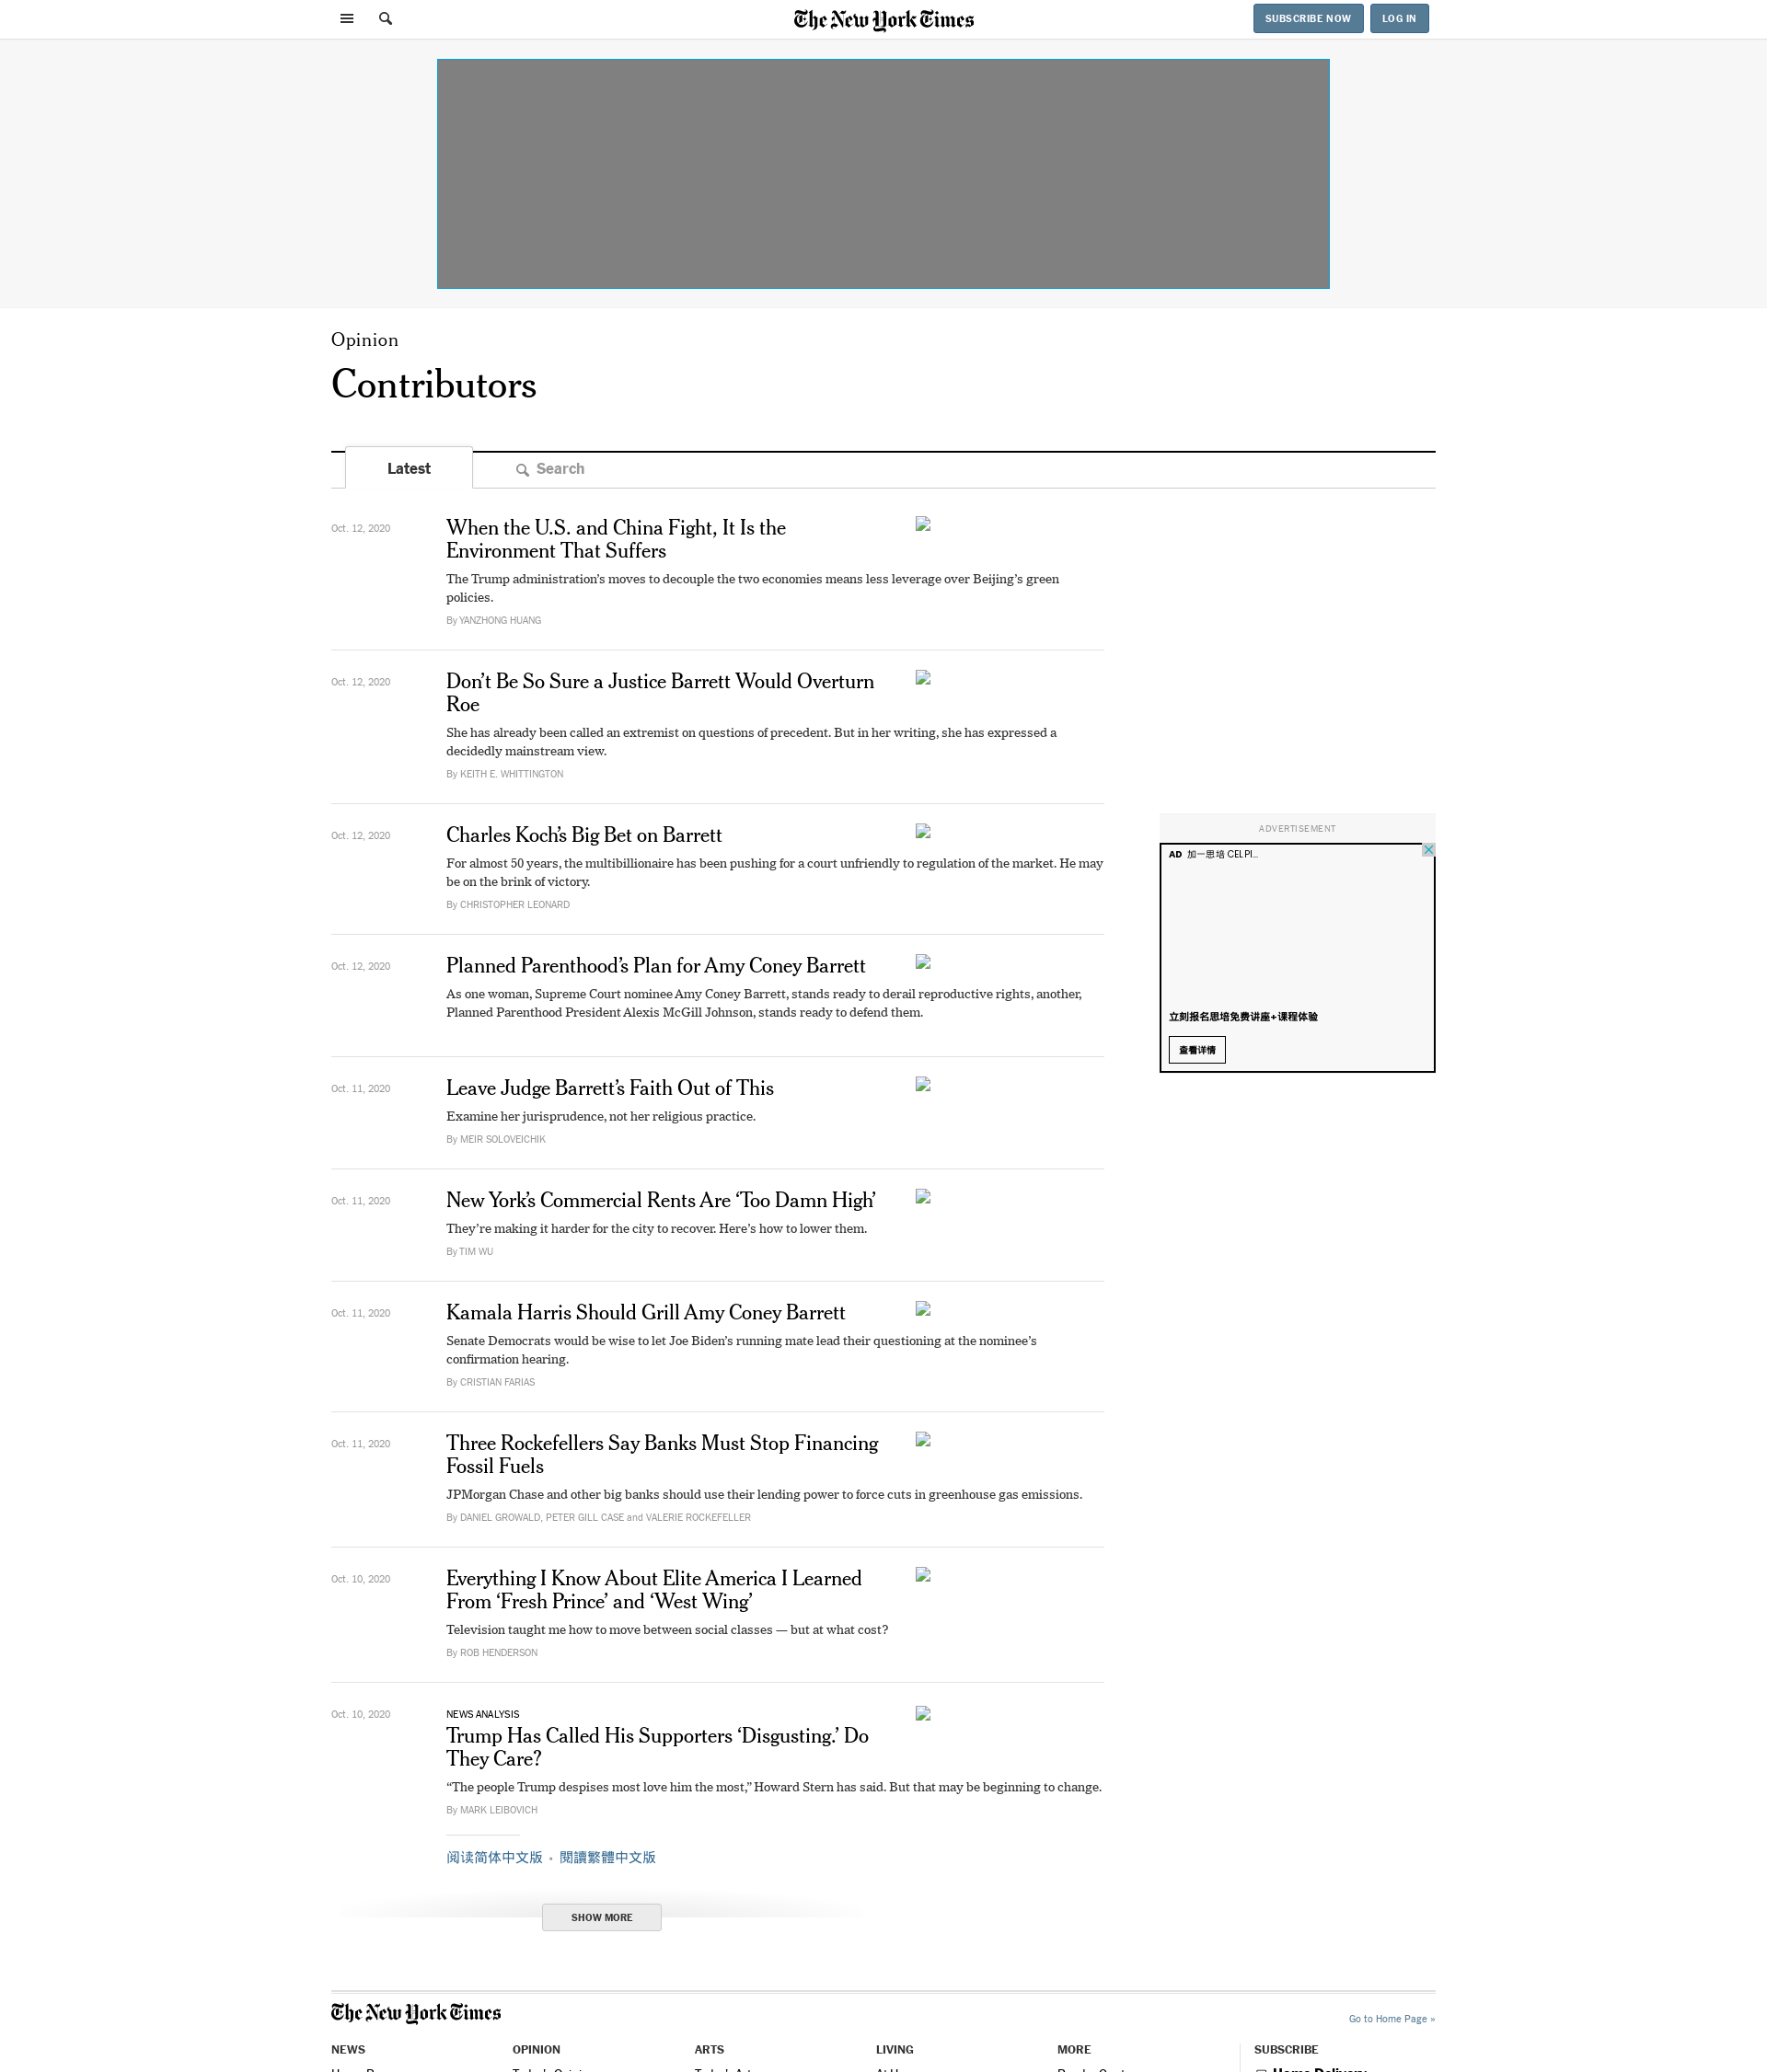 The New York Times
SUBSCRIBE NOW
LOG IN
Opinion
Contributors
Latest
Search
Oct. 12, 2020
When the U.S. and China Fight, It Is the
Environment That Suffers
The Trump administration’s moves to decouple the two economies means less leverage over Beijing’s green
policies.
By YANZHONG HUANG
Oct. 12, 2020
Don’t Be So Sure a Justice Barrett Would Overturn
Roe
She has already been called an extremist on questions of precedent. But in her writing, she has expressed a
decidedly mainstream view.
By KEITH E. WHITTINGTON
Oct. 12, 2020
Charles Koch’s Big Bet on Barrett
For almost 50 years, the multibillionaire has been pushing for a court unfriendly to regulation of the market. He may
be on the brink of victory.
By CHRISTOPHER LEONARD
Oct. 12, 2020
Planned Parenthood’s Plan for Amy Coney Barrett
As one woman, Supreme Court nominee Amy Coney Barrett, stands ready to derail reproductive rights, another,
Planned Parenthood President Alexis McGill Johnson, stands ready to defend them.
Oct. 11, 2020
Leave Judge Barrett’s Faith Out of This
Examine her jurisprudence, not her religious practice.
By MEIR SOLOVEICHIK
Oct. 11, 2020
New York’s Commercial Rents Are ‘Too Damn High’
They’re making it harder for the city to recover. Here’s how to lower them.
By TIM WU
Oct. 11, 2020
Kamala Harris Should Grill Amy Coney Barrett
Senate Democrats would be wise to let Joe Biden’s running mate lead their questioning at the nominee’s
confirmation hearing.
By CRISTIAN FARIAS
Oct. 11, 2020
Three Rockefellers Say Banks Must Stop Financing
Fossil Fuels
JPMorgan Chase and other big banks should use their lending power to force cuts in greenhouse gas emissions.
By DANIEL GROWALD, PETER GILL CASE and VALERIE ROCKEFELLER
Oct. 10, 2020
Everything I Know About Elite America I Learned
From ‘Fresh Prince’ and ‘West Wing’
Television taught me how to move between social classes — but at what cost?
By ROB HENDERSON
Oct. 10, 2020
NEWS ANALYSIS
Trump Has Called His Supporters ‘Disgusting.’ Do
They Care?
“The people Trump despises most love him the most,” Howard Stern has said. But that may be beginning to change.
By MARK LEIBOVICH
阅读简体中文版 • 閱讀繁體中文版
SHOW MORE
ADVERTISEMENT
AD 加一思培 CELPI...
立刻报名思培免费讲座+课程体验
查看详情
The New York Times
Go to Home Page »
NEWS
OPINION
ARTS
LIVING
MORE
SUBSCRIBE
Home Delivery